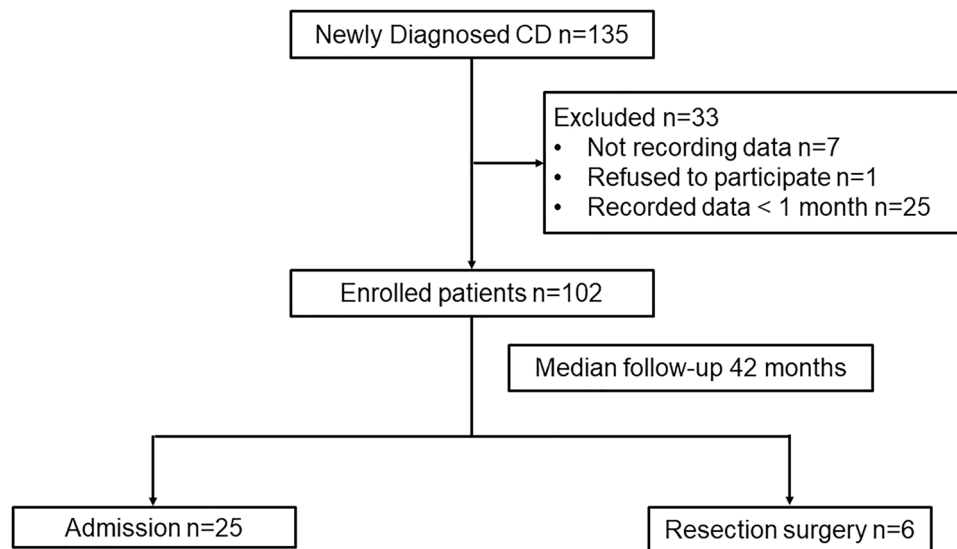 Newly Diagnosed CD n=135
Excluded n=33
• Not recording data n=7
• Refused to participate n=1
• Recorded data < 1 month n=25
Enrolled patients n=102
Median follow-up 42 months
Admission n=25
Resection surgery n=6